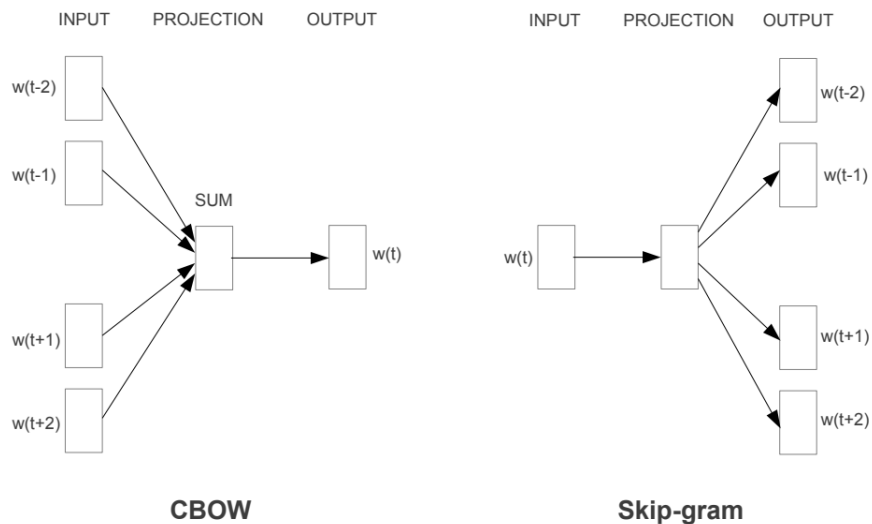 INPUT PROJECTION OUTPUT
w(t-2)
w(t-1)
SUM
w(t)
w(t+1)
w(t+2)
CBOW
INPUT PROJECTION OUTPUT
w(t-2)
w(t-1)
w(t)
w(t+1)
w(t+2)
Skip-gram